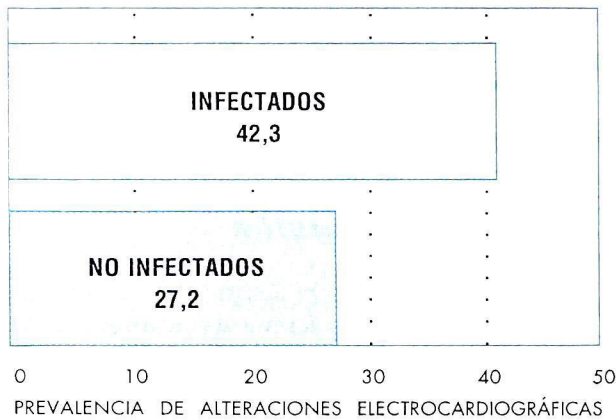 INFECTADOS
42,3
NO INFECTADOS
27,2
0 10 20 30 40 50
PREVALENCIA DE ALTERACIONES ELECTROCARDIOGRÁFICAS